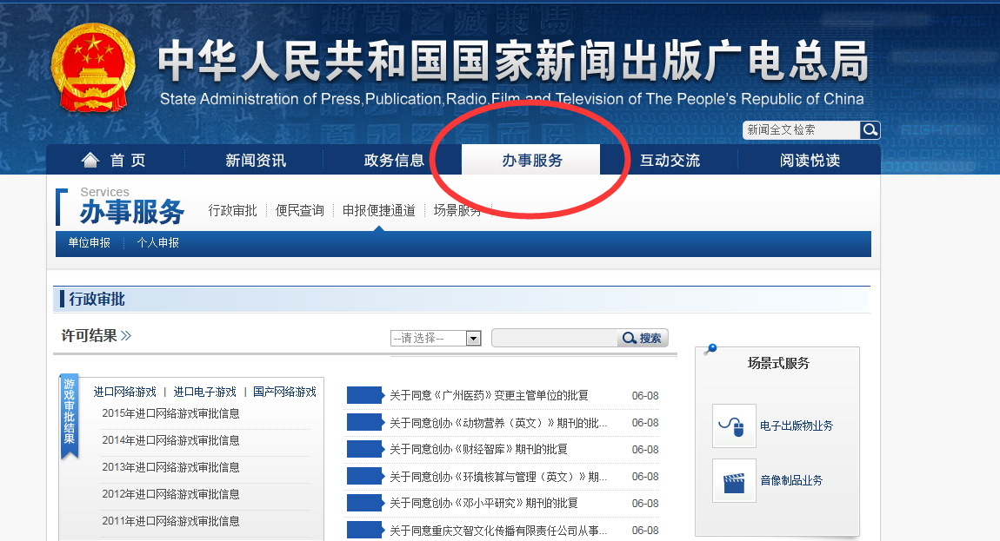 中华人民共和国国家新闻出版广电总局
State Administration of Press,Publication,Radio,Film and Television of The People's Republic of China
新闻全文检索
首 页 新闻资讯 政务信息 办事服务 互动交流 阅读悦读
Services
办事服务 行政审批 便民查询 申报便捷通道 场景服务
单位申报 个人申报
行政审批
许可结果 >>
--请选择-- 搜索
游戏审批结果
进口网络游戏 | 进口电子游戏 | 国产网络游戏
2015年进口网络游戏审批信息
2014年进口网络游戏审批信息
2013年进口网络游戏审批信息
2012年进口网络游戏审批信息
2011年进口网络游戏审批信息
关于同意《广州医药》变更主管单位的批复 06-08
关于同意创办《动物营养（英文）》期刊的批... 06-08
关于同意创办《财经智库》期刊的批复 06-08
关于同意创办《环境核算与管理（英文）》期... 06-08
关于同意创办《邓小平研究》期刊的批复 06-08
关于同意重庆文智文化传播有限责任公司从事... 06-08
场景式服务
电子出版物业务
音像制品业务